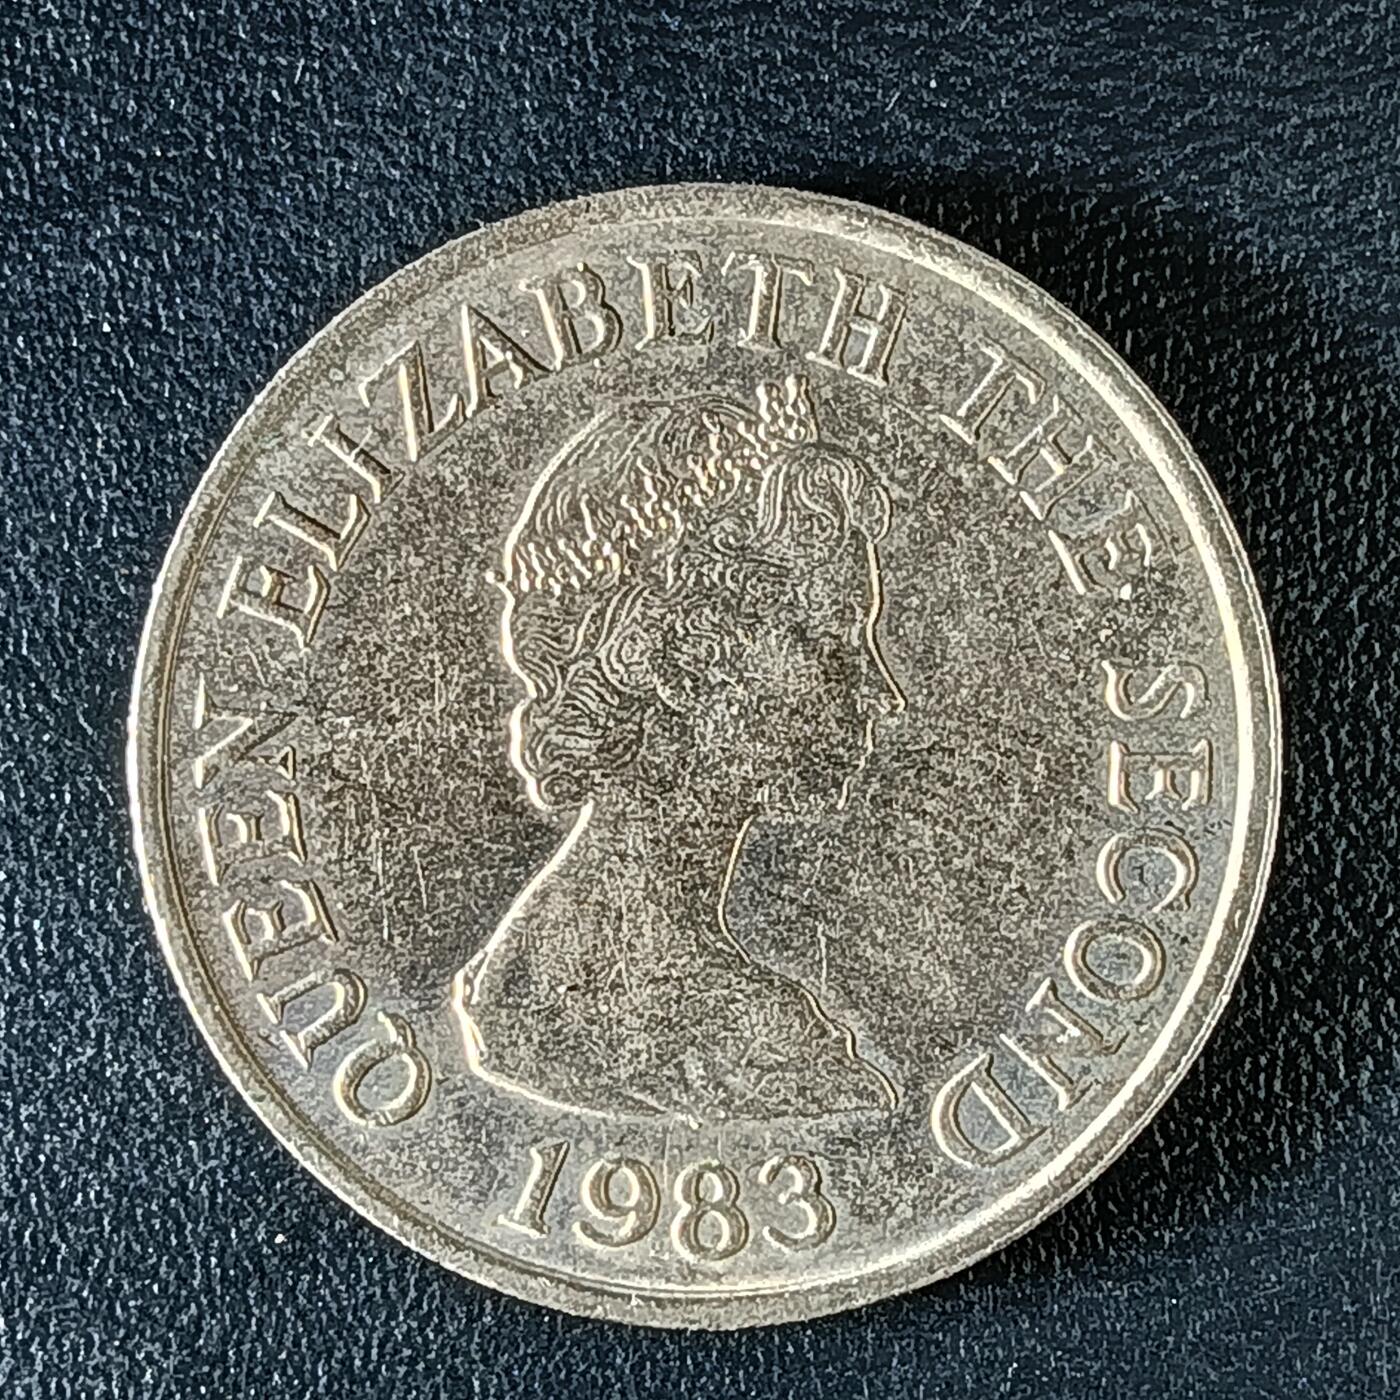 QUEEN ELIZABETH THE SECOND
1983